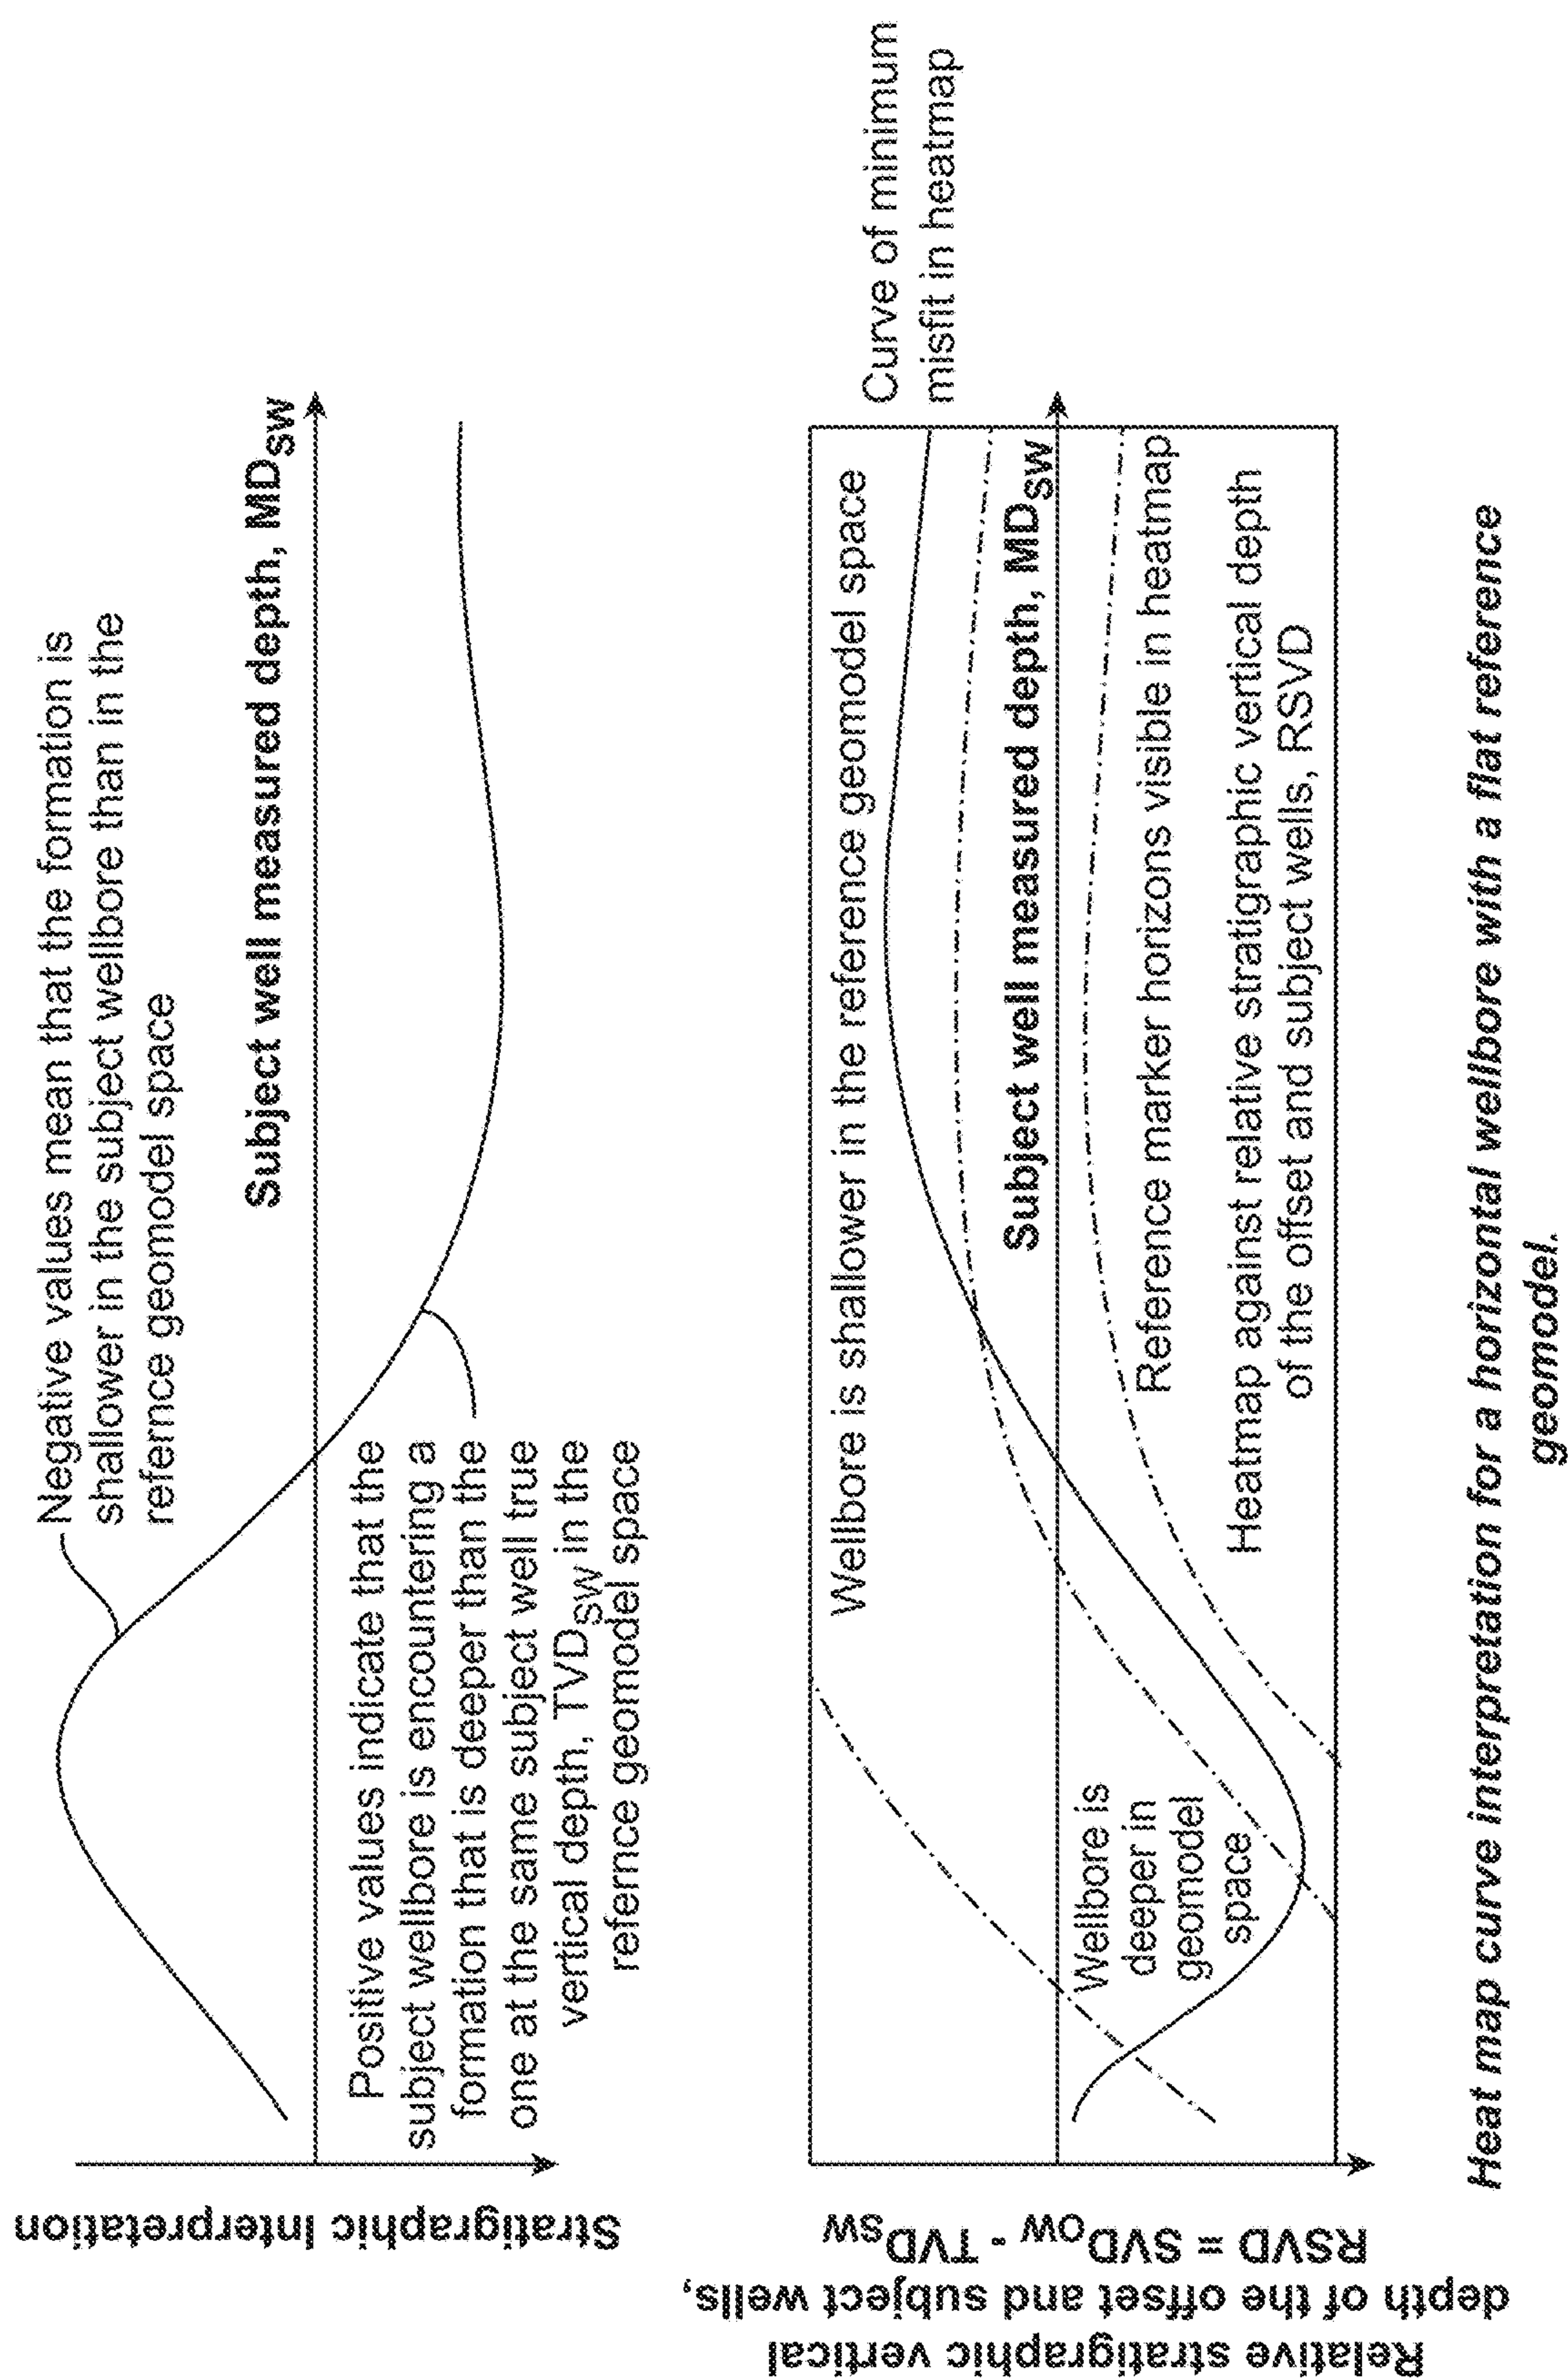 Stratigraphic Interpretation
Negative values mean that the formation is
shallower in the subject wellbore than in the
refernce geomodel space
Subject well measured depth, MDSW
Positive values indicate that the
subject wellbore is encountering a
formation that is deeper than the
one at the same subject well true
vertical depth, TVDSW in the
refernce geomodel space
Relative stratigraphic vertical
depth of the offset and subject wells,
RSVD = SVDOW - TVDSW
Wellbore is shallower in the reference geomodel space
Curve of minimum
misfit in heatmap
Subject well measured depth, MDSW
Wellbore is
deeper in
geomodel
space
Reference marker horizons visible in heatmap
Heatmap against relative stratigraphic vertical depth
of the offset and subject wells, RSVD
Heat map curve interpretation for a horizontal wellbore with a flat reference
geomodel.